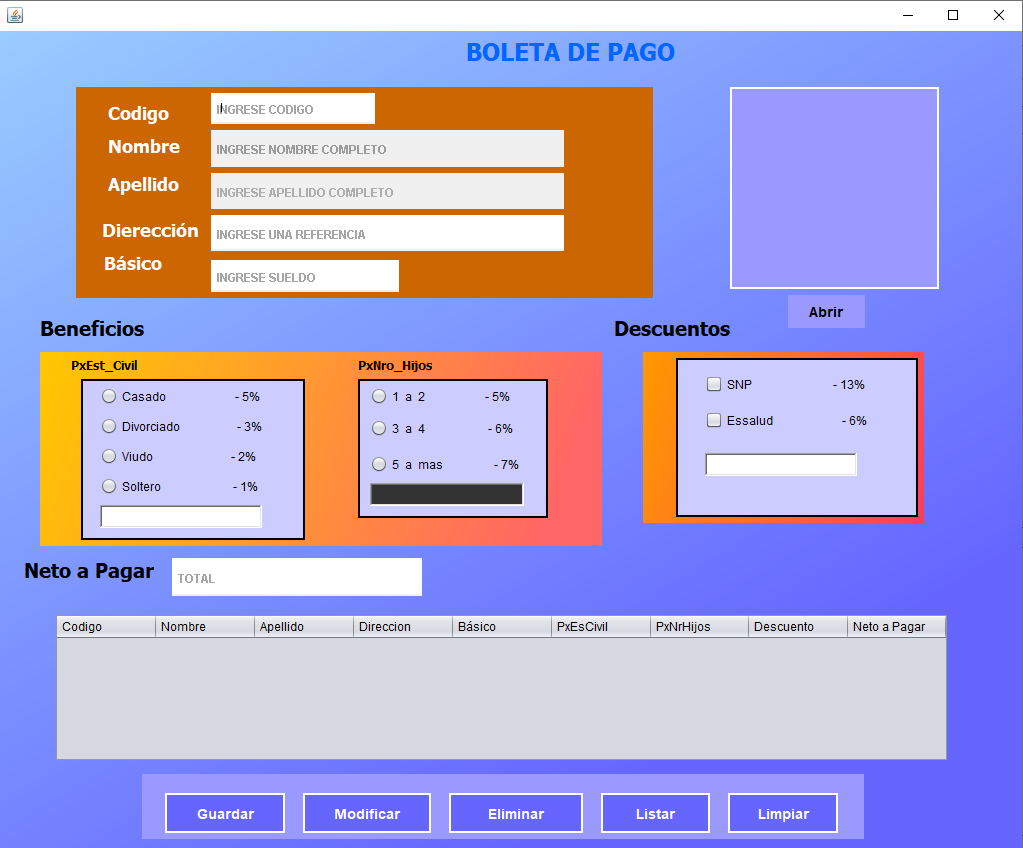 BOLETA DE PAGO
Codigo INGRESE CODIGO
Nombre INGRESE NOMBRE COMPLETO
Apellido INGRESE APELLIDO COMPLETO
Dierección INGRESE UNA REFERENCIA
Básico INGRESE SUELDO
Abrir
Beneficios
PxEst_Civil
Casado - 5%
Divorciado - 3%
Viudo - 2%
Soltero - 1%
PxNro_Hijos
1 a 2 - 5%
3 a 4 - 6%
5 a mas - 7%
Descuentos
SNP - 13%
Essalud - 6%
Neto a Pagar TOTAL
Codigo Nombre Apellido Direccion Básico PxEsCivil PxNrHijos Descuento Neto a Pagar
Guardar Modificar Eliminar Listar Limpiar